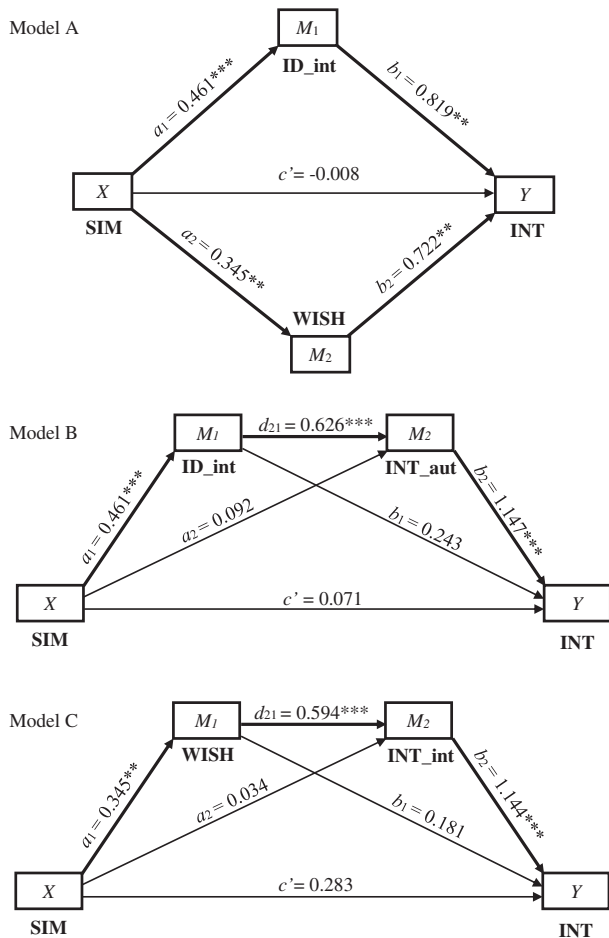 Model A
M1
ID_int
a1 = 0.461***
b1 = 0.819**
X
SIM
c’= -0.008
Y
INT
a2 = 0.345**
b2 = 0.722**
WISH
M2
Model B
M1
ID_int
d21 = 0.626***
M2
INT_aut
a1 = 0.461***
a2 = 0.092
b1 = 0.243
b2 = 1.147***
X
SIM
c’ = 0.071
Y
INT
Model C
M1
WISH
d21 = 0.594***
M2
INT_int
a1 = 0.345**
a2 = 0.034
b1 = 0.181
b2 = 1.144***
X
SIM
c’ = 0.283
Y
INT